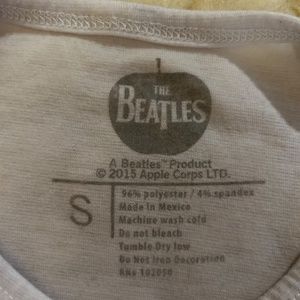 THE
BEATLES
A Beatles™ Product
© 2015 Apple Corps LTD.
S
96% polyester / 4% spandex
Made in Mexico
Machine wash cold
Do not bleach
Tumble Dry low
Do Not Iron Decoration
RN# 102050